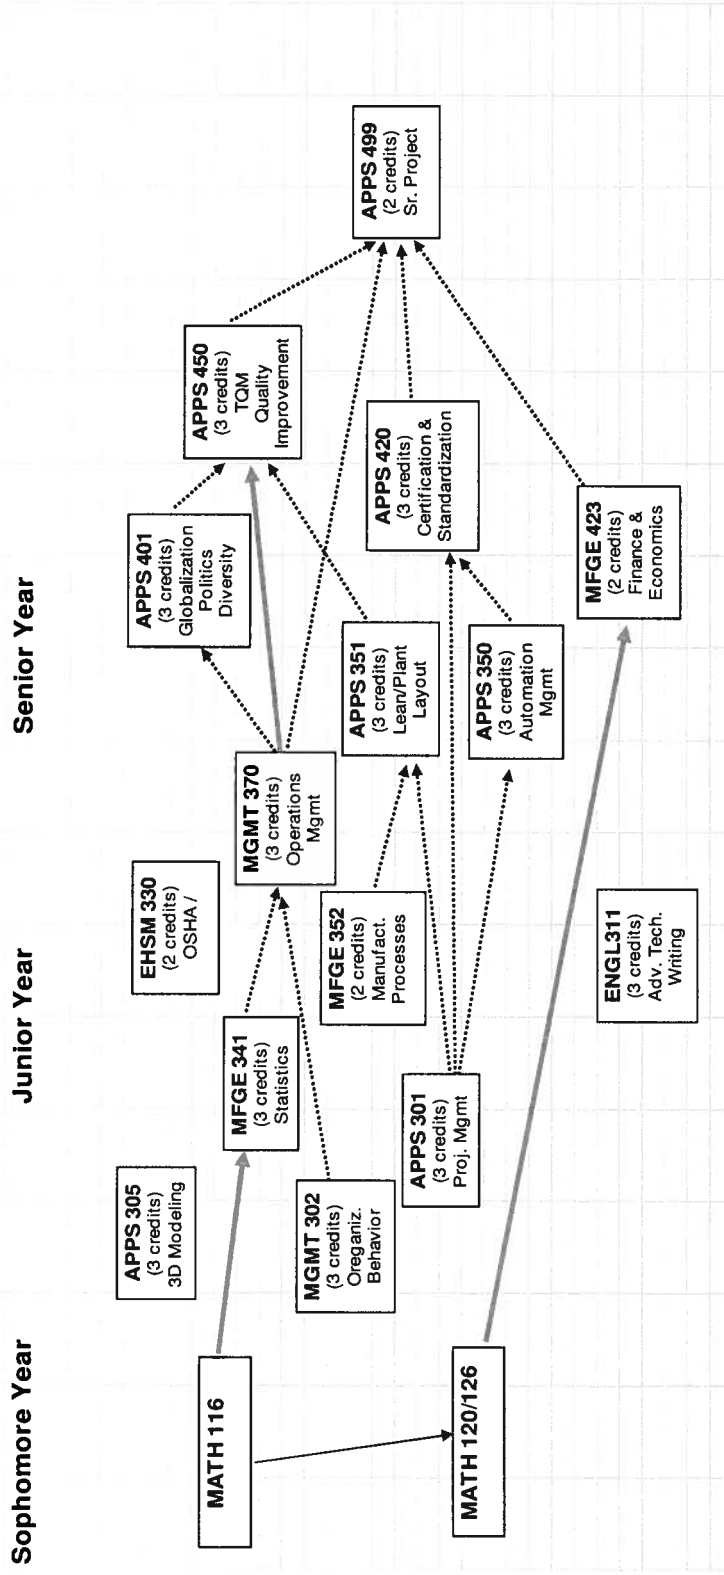 Sophomore Year
Junior Year
Senior Year
MATH 116
MATH 120/126
APPS 305
(3 credits)
3D Modeling
MGMT 302
(3 credits)
Oreganiz.
Behavior
MFGE 341
(3 credits)
Statistics
APPS 301
(3 credits)
Proj. Mgmt
EHSM 330
(2 credits)
OSHA /
MFGE 352
(2 credits)
Manufact.
Processes
ENGL311
(3 credits)
Adv. Tech.
Writing
MGMT 370
(3 credits)
Operations
Mgmt
APPS 401
(3 credits)
Globalization
Politics
Diversity
APPS 351
(3 credits)
Lean/Plant
Layout
APPS 350
(3 credits)
Automation
Mgmt
APPS 450
(3 credits)
TQM
Quality
Improvement
APPS 420
(3 credits)
Certification &
Standardization
MFGE 423
(2 credits)
Finance &
Economics
APPS 499
(2 credits)
Sr. Project